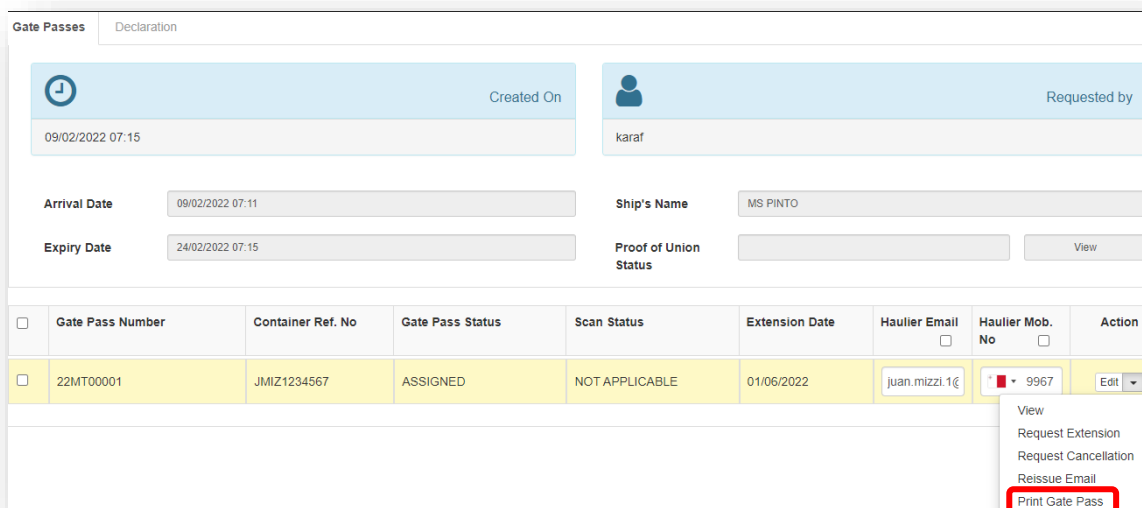 Gate Passes Declaration
Created On Requested by
09/02/2022 07:15 karaf
Arrival Date 09/02/2022 07:11 Ship's Name MS PINTO
Expiry Date 24/02/2022 07:15 Proof of Union Status View
Gate Pass Number Container Ref. No Gate Pass Status Scan Status Extension Date Haulier Email Haulier Mob. No Action
22MT00001 JMIZ1234567 ASSIGNED NOT APPLICABLE 01/06/2022 juan.mizzi.1@ 9967 Edit
View
Request Extension
Request Cancellation
Reissue Email
Print Gate Pass